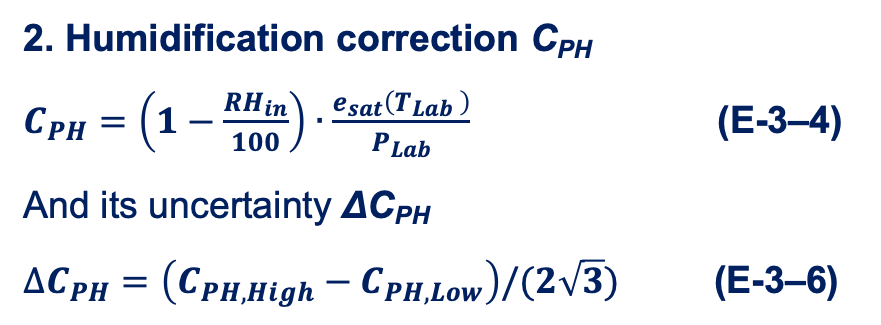 2. Humidification correction C_PH
C_PH = (1 − RH_in/100) · e_sat(T_Lab)/P_Lab (E-3–4)
And its uncertainty ΔC_PH
ΔC_PH = (C_PH,High − C_PH,Low)/(2√3) (E-3–6)